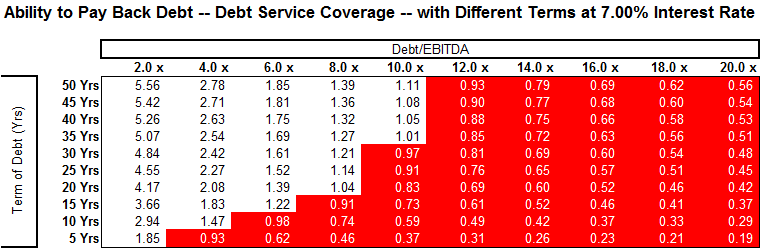 Ability to Pay Back Debt -- Debt Service Coverage -- with Different Terms at 7.00% Interest Rate
Debt/EBITDA
2.0 x 4.0 x 6.0 x 8.0 x 10.0 x 12.0 x 14.0 x 16.0 x 18.0 x 20.0 x
Term of Debt (Yrs)
50 Yrs 5.56 2.78 1.85 1.39 1.11 0.93 0.79 0.69 0.62 0.56
45 Yrs 5.42 2.71 1.81 1.36 1.08 0.90 0.77 0.68 0.60 0.54
40 Yrs 5.26 2.63 1.75 1.32 1.05 0.88 0.75 0.66 0.58 0.53
35 Yrs 5.07 2.54 1.69 1.27 1.01 0.85 0.72 0.63 0.56 0.51
30 Yrs 4.84 2.42 1.61 1.21 0.97 0.81 0.69 0.60 0.54 0.48
25 Yrs 4.55 2.27 1.52 1.14 0.91 0.76 0.65 0.57 0.51 0.45
20 Yrs 4.17 2.08 1.39 1.04 0.83 0.69 0.60 0.52 0.46 0.42
15 Yrs 3.66 1.83 1.22 0.91 0.73 0.61 0.52 0.46 0.41 0.37
10 Yrs 2.94 1.47 0.98 0.74 0.59 0.49 0.42 0.37 0.33 0.29
5 Yrs 1.85 0.93 0.62 0.46 0.37 0.31 0.26 0.23 0.21 0.19